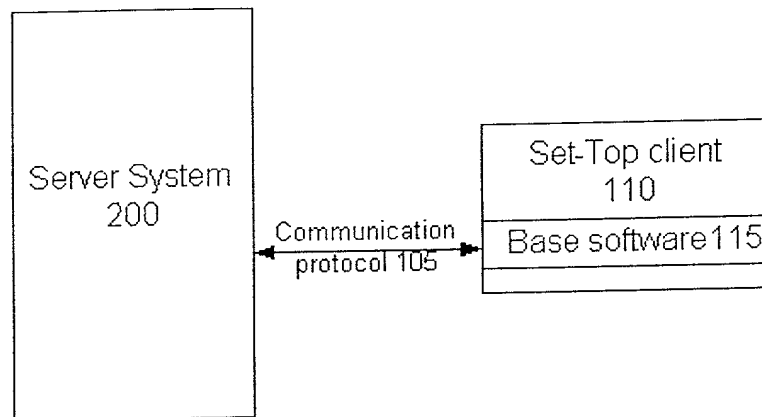 Server System
200
Communication
protocol 105
Set-Top client
110
Base software115